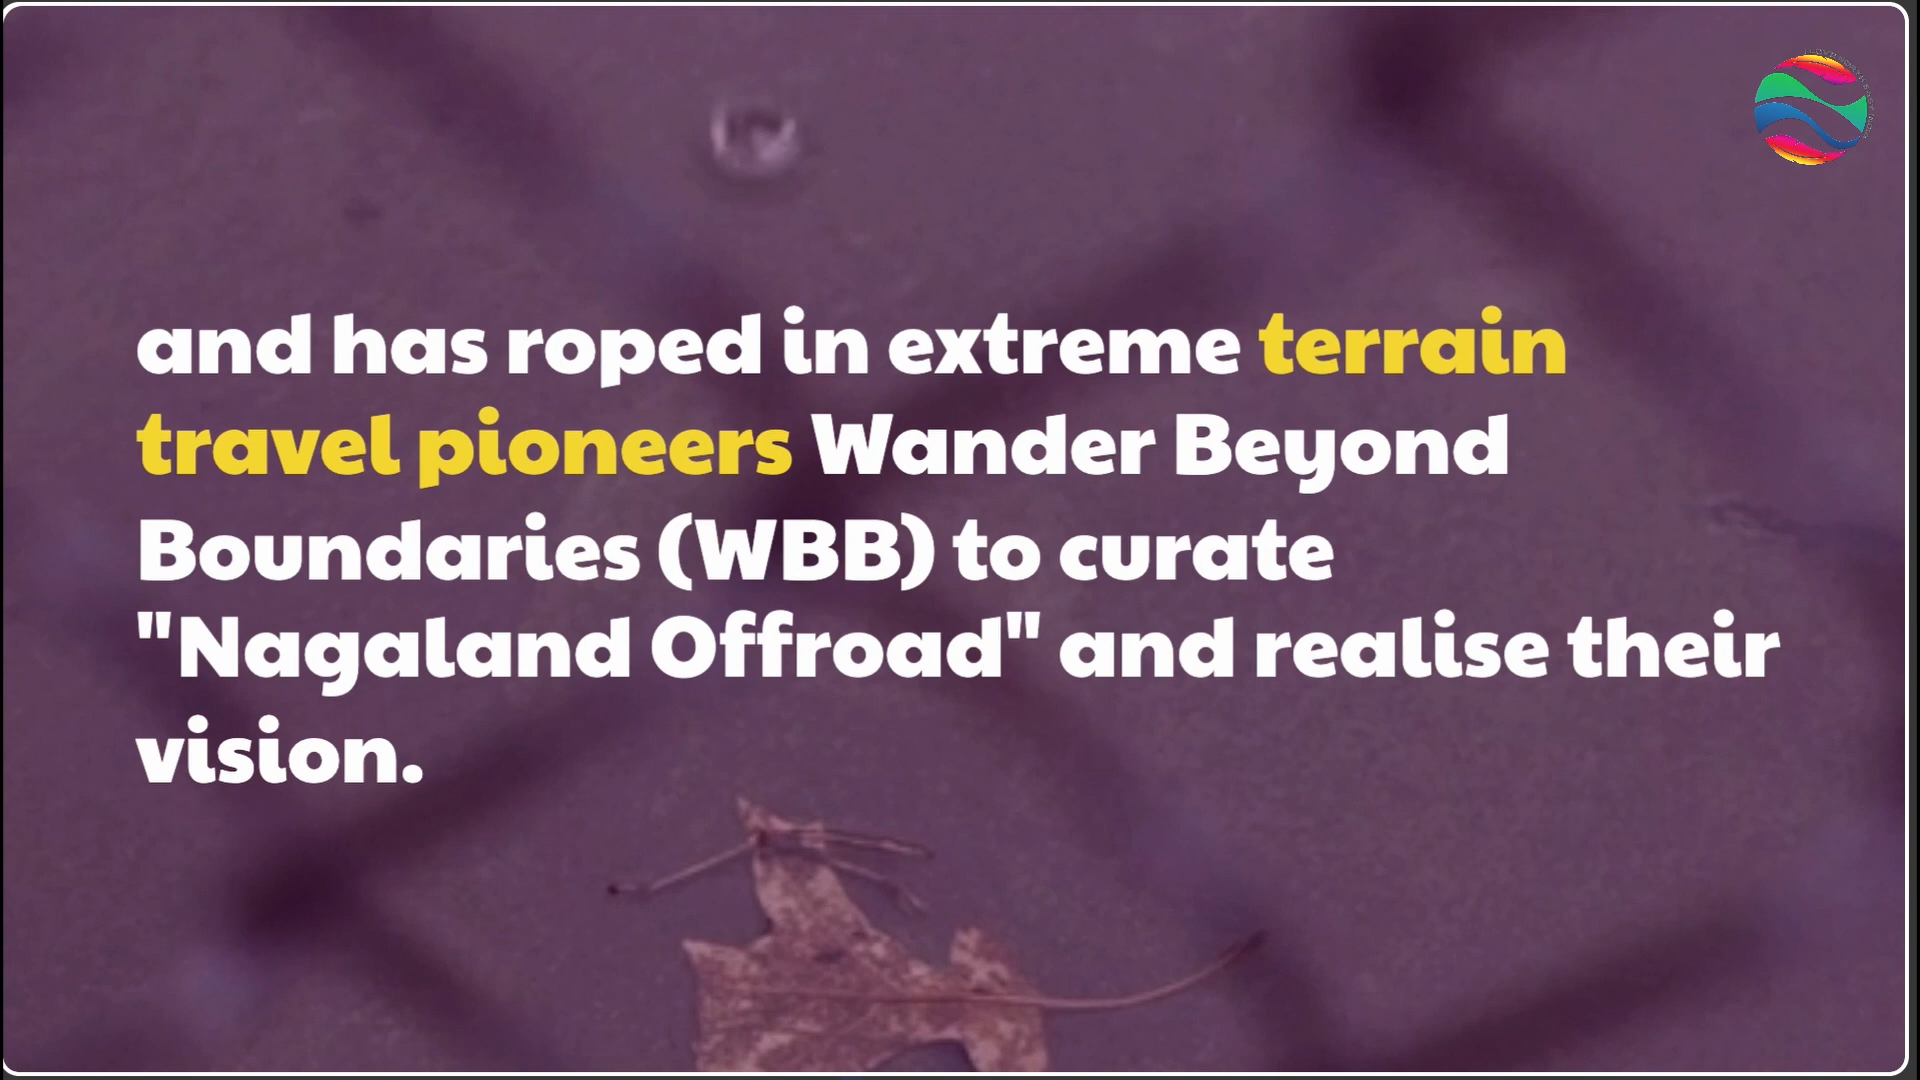 and has roped in extreme terrain
travel pioneers Wander Beyond
Boundaries (WBB) to curate
"Nagaland Offroad" and realise their
vision.